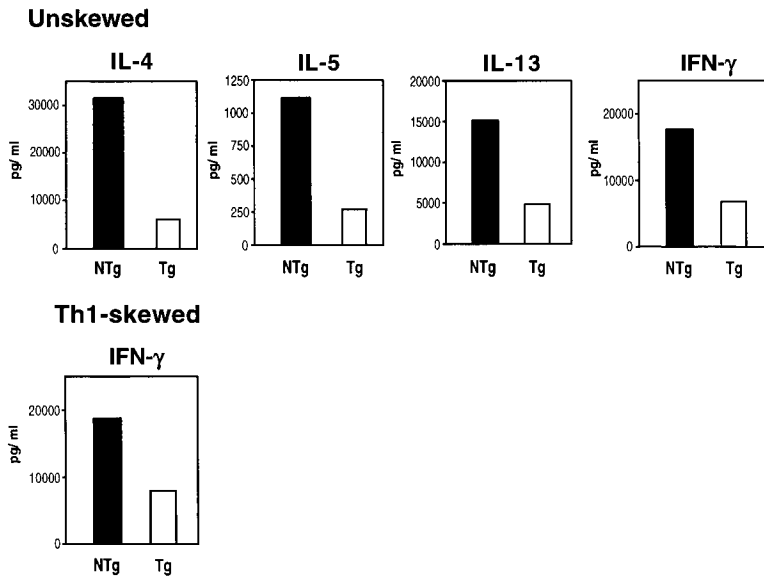 Unskewed
IL-4
pg/ ml
30000
20000
10000
0
NTg Tg
IL-5
pg/ ml
1250
1000
750
500
250
0
NTg Tg
IL-13
pg/ ml
20000
15000
10000
5000
0
NTg Tg
IFN-γ
pg/ ml
20000
10000
0
NTg Tg
Th1-skewed
IFN-γ
pg/ ml
20000
10000
0
NTg Tg